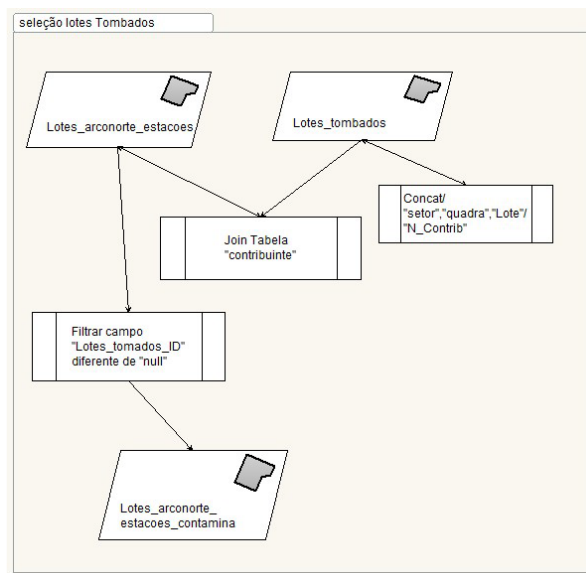 seleção lotes Tombados
Lotes_arconorte_estacoes
Lotes_tombados
Concat/
"setor","quadra","Lote"/
"N_Contrib"
Join Tabela
"contribuinte"
Filtrar campo
"Lotes_tomados_ID"
diferente de "null"
Lotes_arconorte_
estacoes_contamina